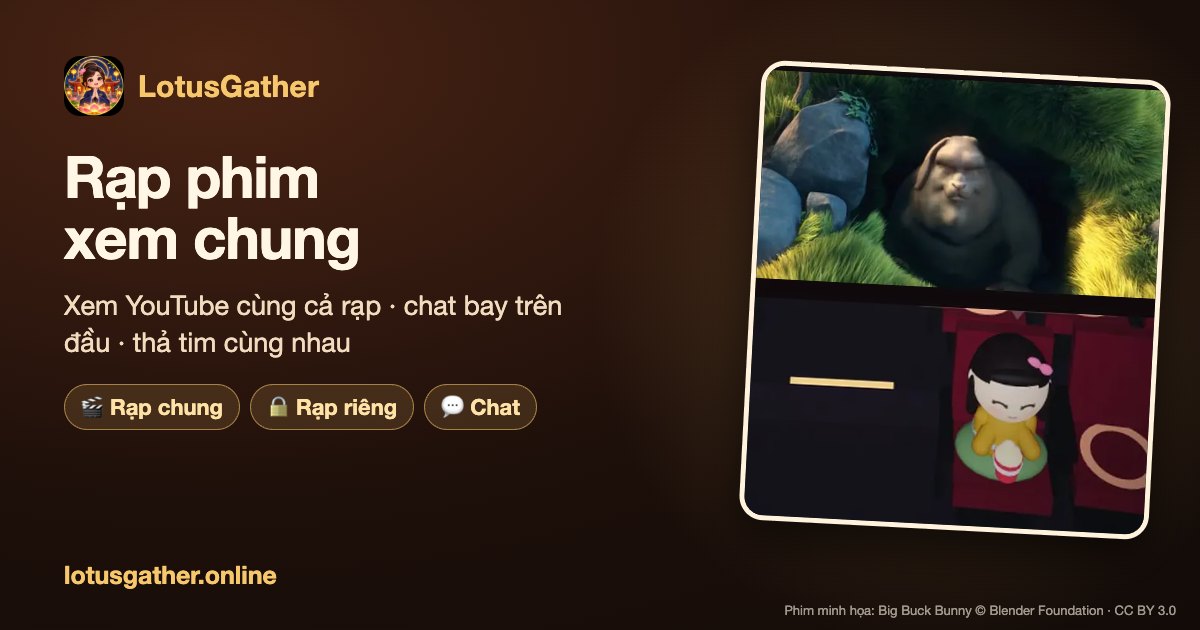 LotusGather
Rạp phim
xem chung
Xem YouTube cùng cả rạp · chat bay trên
đầu · thả tim cùng nhau
🎬 Rạp chung
🔒 Rạp riêng
💬 Chat
lotusgather.online
Phim minh họa: Big Buck Bunny © Blender Foundation · CC BY 3.0